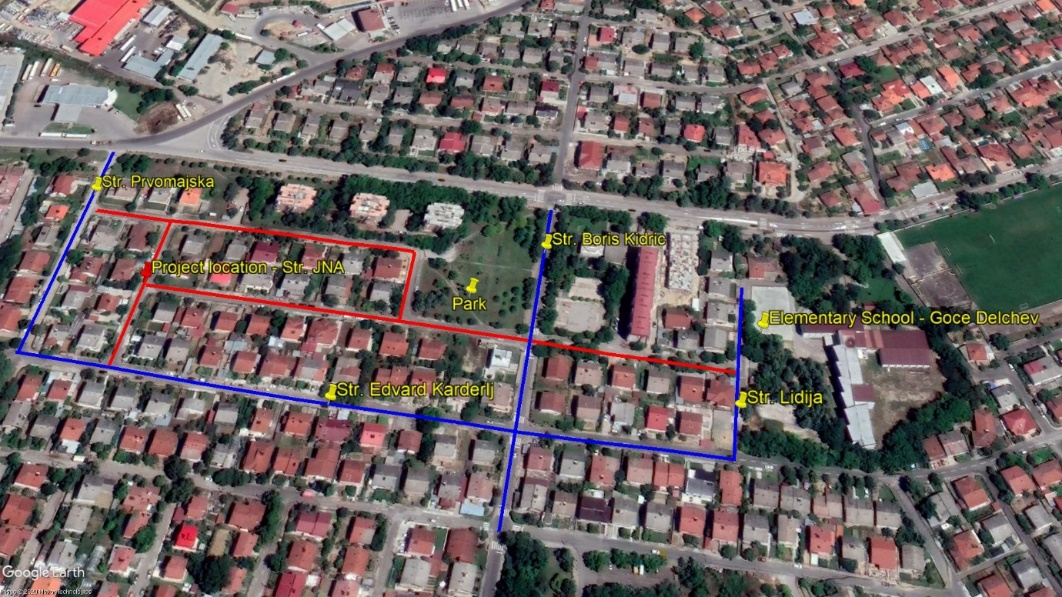 Str. Prvomajska
Str. Boris Kidric
Project location - Str. JNA
Park
Elementary School - Goce Delchev
Str. Edvard Karderlj
Str. Lidija
Google Earth